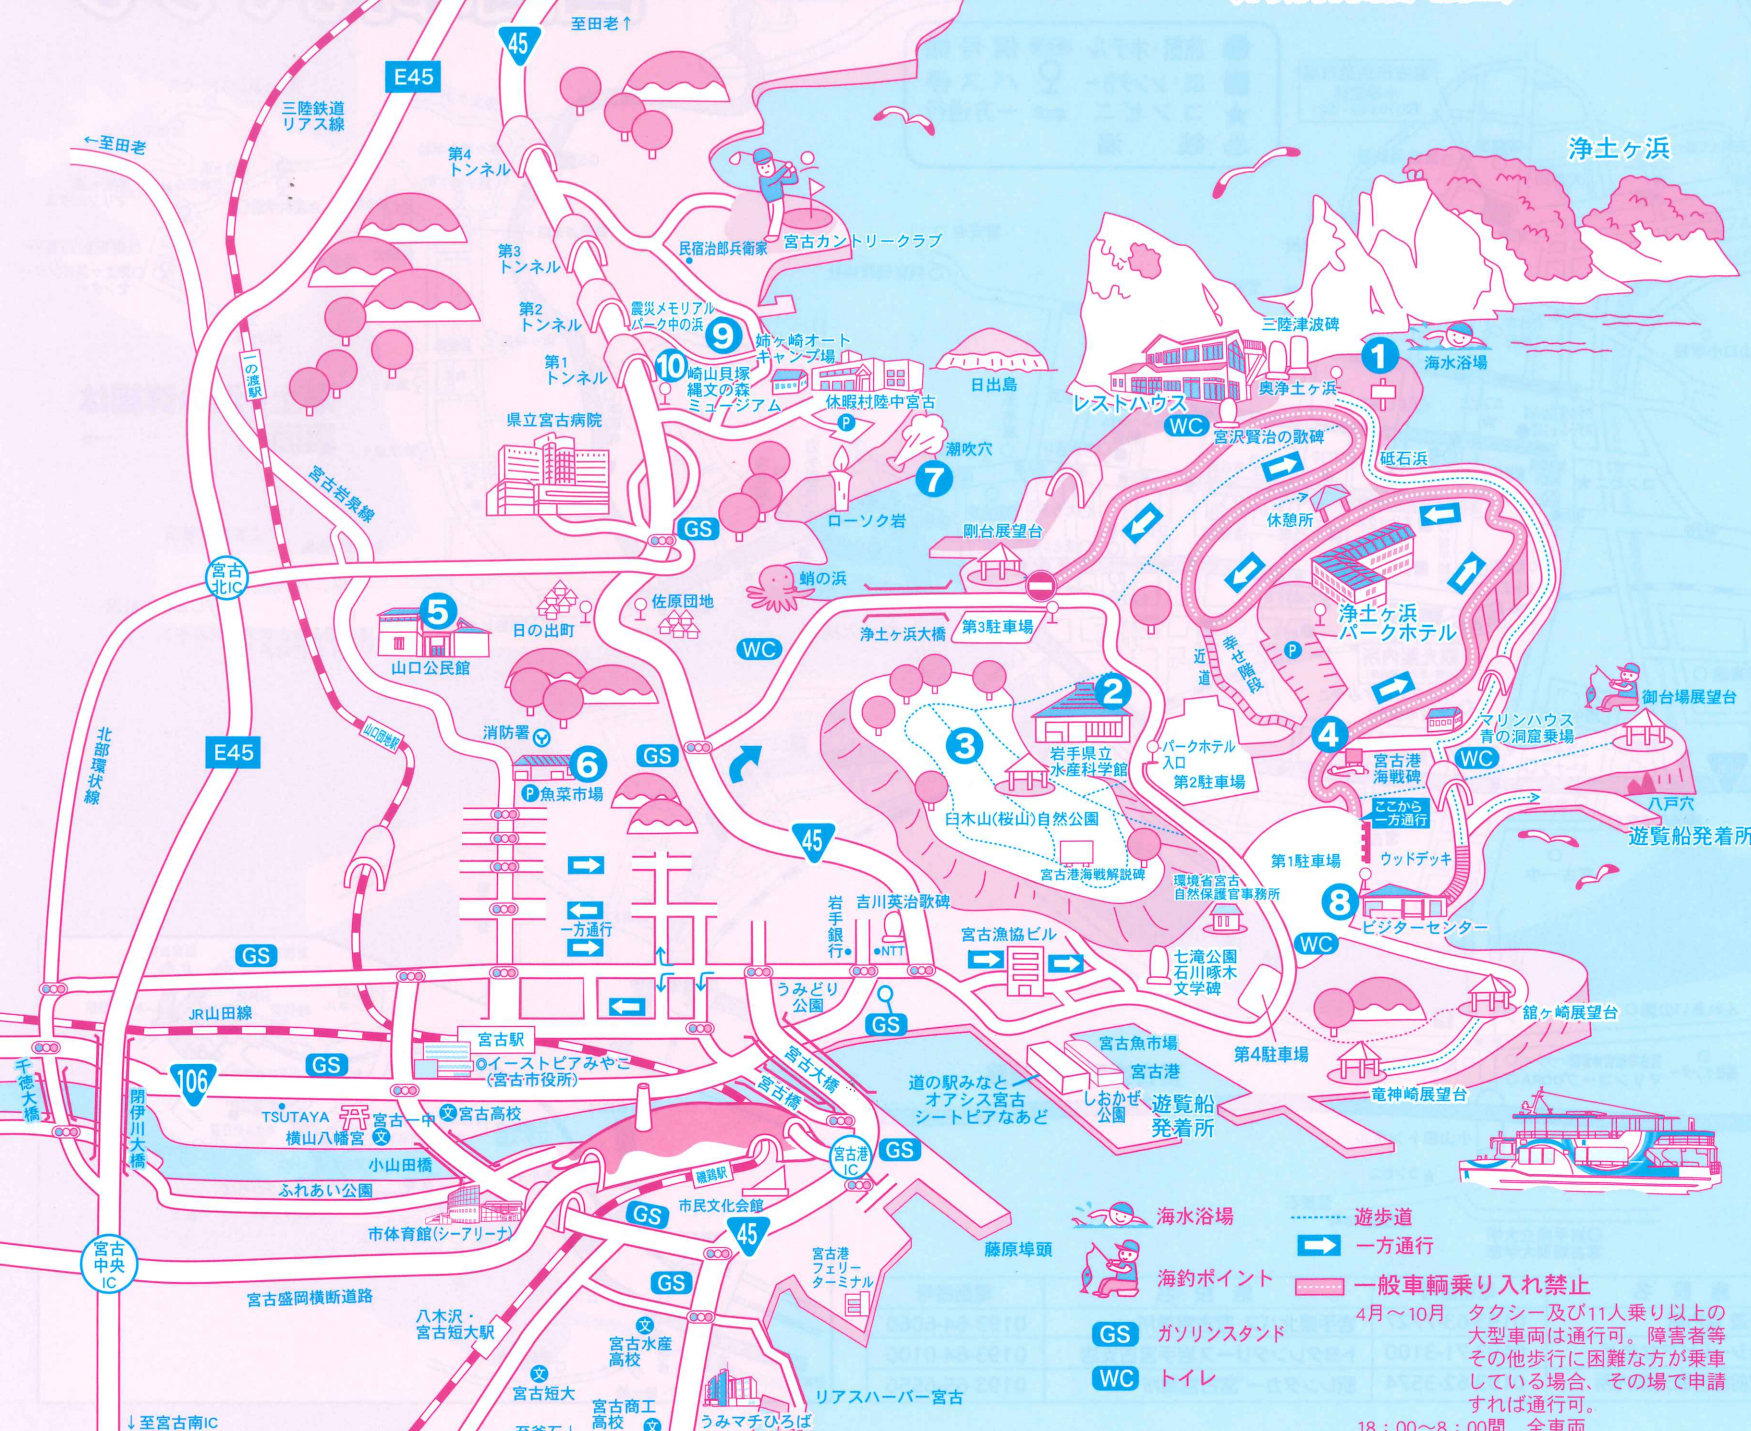 至田老↑
45
E45
三陸鉄道
リアス線
←至田老
第4
トンネル
第3
トンネル
第2
トンネル
第1
トンネル
民宿治郎兵衛家
宮古カントリークラブ
浄土ヶ浜
震災メモリアル
パーク中の浜
9
10
姉ヶ崎オート
キャンプ場
崎山貝塚
縄文の森
ミュージアム
休暇村陸中宮古
P
日出島
三陸津波碑
1
海水浴場
奥浄土ヶ浜
レストハウス
WC
宮沢賢治の歌碑
砥石浜
一の渡駅
県立宮古病院
宮古岩泉線
潮吹穴
7
ローソク岩
GS
休憩所
剛台展望台
宮古
北IC
蛸の浜
5
山口公民館
日の出町
佐原団地
WC
浄土ヶ浜大橋
第3駐車場
浄土ヶ浜
パークホテル
近道
幸せ階段
P
2
3
4
岩手県立
水産科学館
パークホテル
入口
第2駐車場
マリンハウス
青の洞窟乗場
御台場展望台
宮古港
海戦碑
WC
八戸穴
遊覧船発着所
ここから
一方通行
北部環状線
E45
山口団地駅
消防署
6
P魚菜市場
GS
45
臼木山(桜山)自然公園
宮古港海戦解説碑
第1駐車場
ウッドデッキ
8
ビジターセンター
環境省宮古
自然保護官事務所
WC
一方通行
岩手銀行
吉川英治歌碑
NTT
宮古漁協ビル
七滝公園
石川啄木
文学碑
GS
うみどり
公園
GS
舘ヶ崎展望台
JR山田線
宮古駅
◎イーストピアみやこ
(宮古市役所)
宮古大橋
宮古橋
宮古魚市場
宮古港
第4駐車場
竜神崎展望台
道の駅みなと
オアシス宮古
シートピアなあど
しおかぜ
公園
遊覧船
発着所
千徳大橋
106
GS
閉伊川大橋
TSUTAYA
横山八幡宮
宮古一中
文
文宮古高校
小山田橋
ふれあい公園
市体育館(シーアリーナ)
磯鶏駅
市民文化会館
宮古港
IC
GS
GS
45
藤原埠頭
宮古
中央
IC
宮古盛岡横断道路
GS
宮古港
フェリー
ターミナル
八木沢・
宮古短大駅
文
宮古水産
高校
文
宮古短大
宮古商工
高校
文
うみマチひろば
リアスハーバー宮古
↓至宮古南IC
海水浴場
海釣ポイント
GS ガソリンスタンド
WC トイレ
遊歩道
一方通行
一般車輌乗り入れ禁止
4月〜10月 タクシー及び11人乗り以上の
大型車両は通行可。障害者等
その他歩行に困難な方が乗車
している場合、その場で申請
すれば通行可。
18：00〜8：00間 全車両